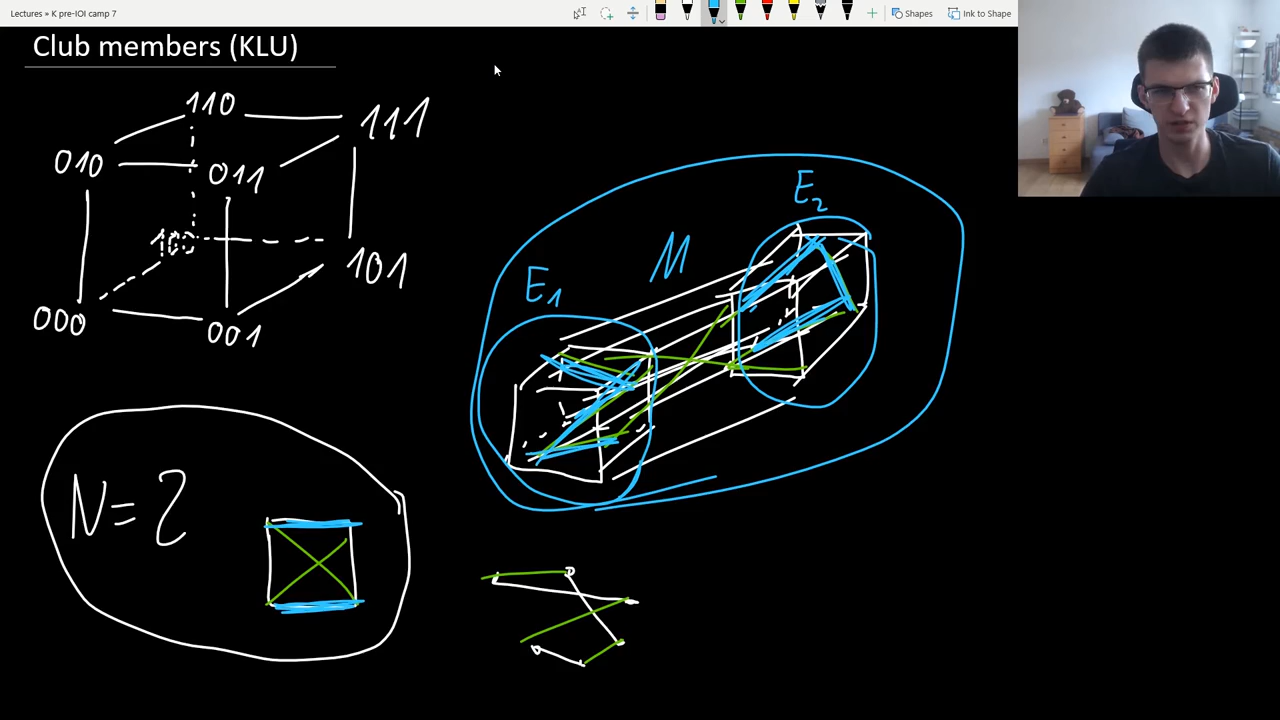 Lectures » K pre-IOI camp 7
Shapes
Ink to Shape
Club members (KLU)
110
111
010
011
100
101
000
001
E₁
M
E₂
N=2